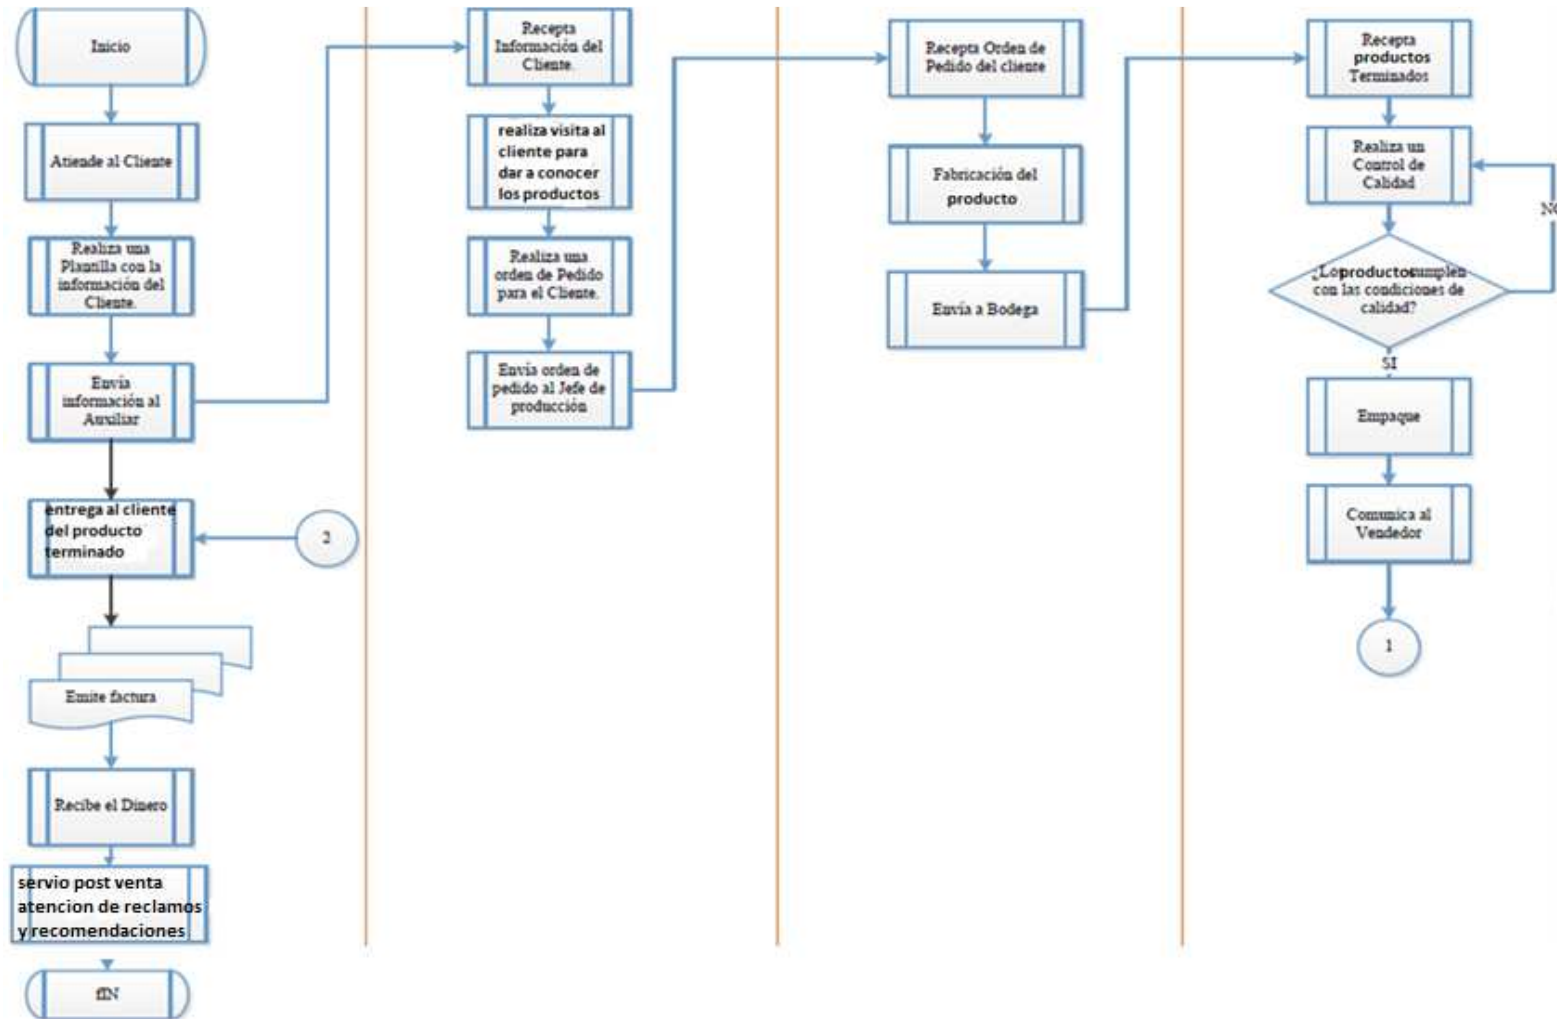 Inicio
Atiende al Cliente
Realiza una
Plantilla con la
información del
Cliente.
Envía
información al
Auxiliar
entrega al cliente
del producto
terminado
2
Emite factura
Recibe el Dinero
servio post venta
atencion de reclamos
y recomendaciones
fIN
Recepta
Información del
Cliente.
realiza visita al
cliente para
dar a conocer
los productos
Realiza una
orden de Pedido
para el Cliente.
Envía orden de
pedido al Jefe de
producción
Recepta Orden de
Pedido del cliente
Fabricación del
producto
Envía a Bodega
Recepta
productos
Terminados
Realiza un
Control de
Calidad
NO
¿Los productos cumplen
con las condiciones de
calidad?
SI
Empaque
Comunica al
Vendedor
1